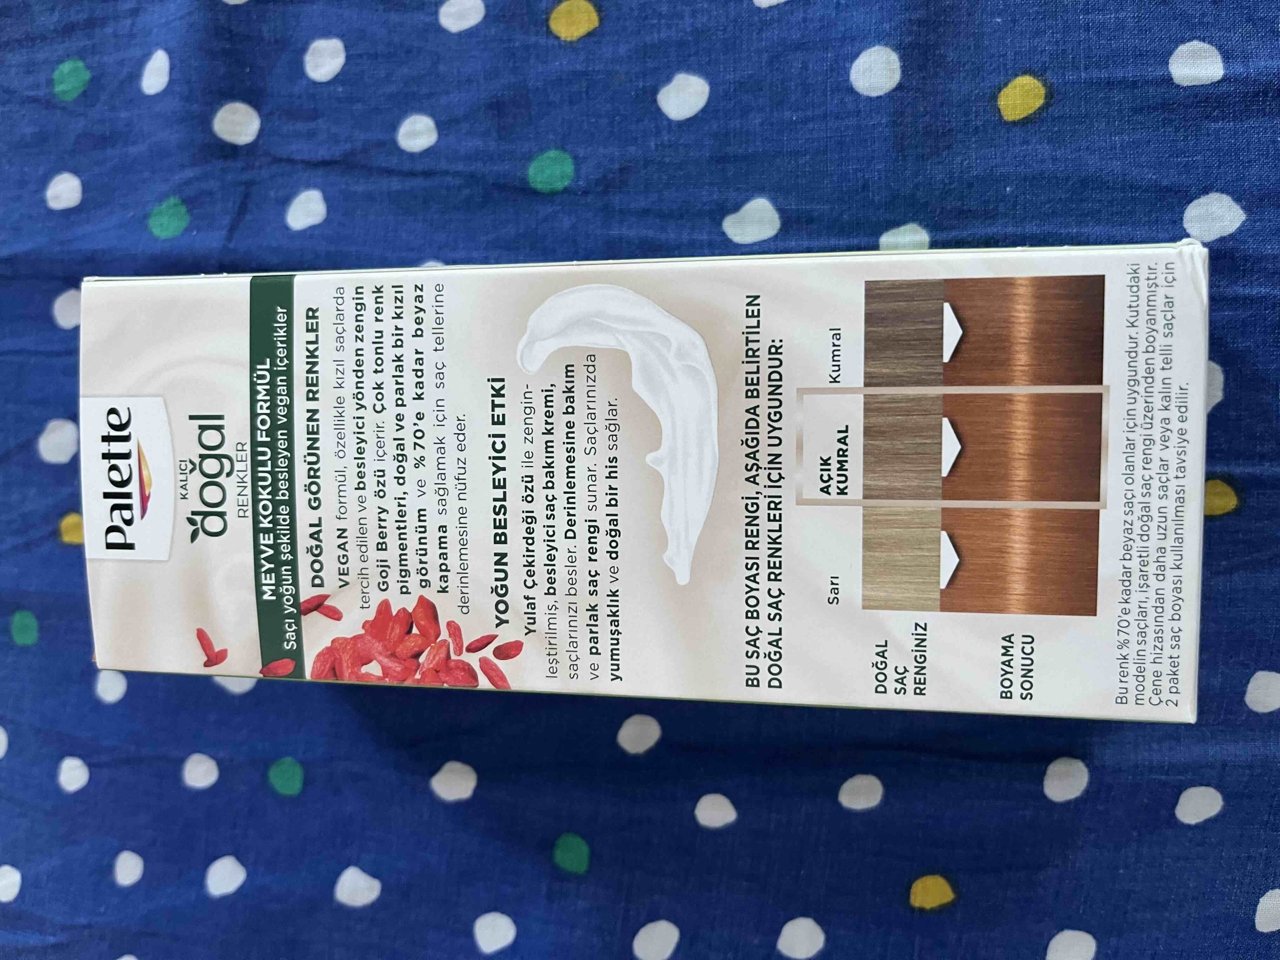 Palette
KALICI
doğal
RENKLER
MEYVE KOKULU FORMÜL
Saçı yoğun şekilde besleyen vegan içerikler
DOĞAL GÖRÜNEN RENKLER
VEGAN formül, özellikle kızıl saçlarda
tercih edilen ve besleyici yönden zengin
Goji Berry özü içerir. Çok tonlu renk
pigmentleri, doğal ve parlak bir kızıl
görünüm ve %70'e kadar beyaz
kapama sağlamak için saç tellerine
derinlemesine nüfuz eder.
YOĞUN BESLEYİCİ ETKİ
Yulaf Çekirdeği özü ile zengin-
leştirilmiş, besleyici saç bakım kremi,
saçlarınızı besler. Derinlemesine bakım
ve parlak saç rengi sunar. Saçlarınızda
yumuşaklık ve doğal bir his sağlar.
BU SAÇ BOYASI RENGİ, AŞAĞIDA BELİRTİLEN
DOĞAL SAÇ RENKLERİ İÇİN UYGUNDUR:
Sarı
AÇIK
KUMRAL
Kumral
DOĞAL
SAÇ
RENGİNİZ
BOYAMA
SONUCU
Bu renk %70'e kadar beyaz saçı olanlar için uygundur. Kutudaki
modelin saçları, işaretli doğal saç rengi üzerinden boyanmıştır.
Çene hizasından daha uzun saçlar veya kalın telli saçlar için
2 paket saç boyası kullanılması tavsiye edilir.